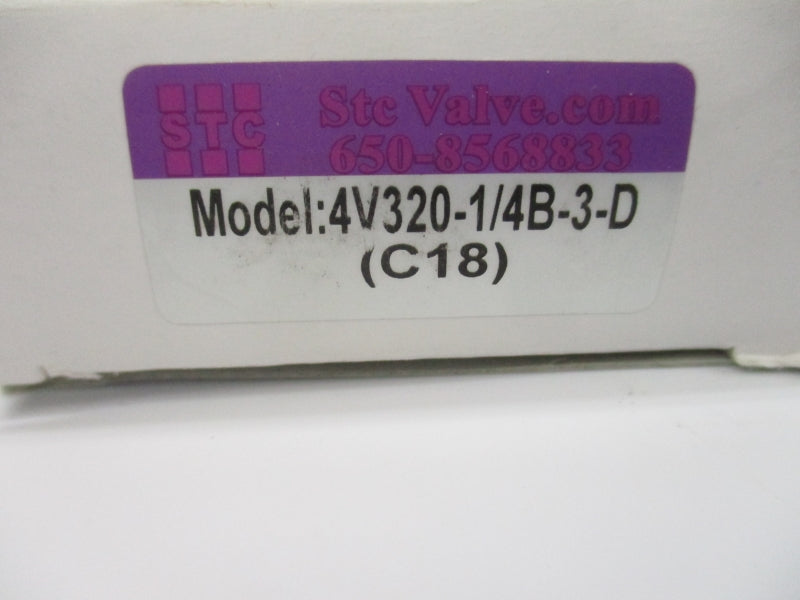 STC
Stc Valve.com
650-8568833
Model:4V320-1/4B-3-D
(C18)